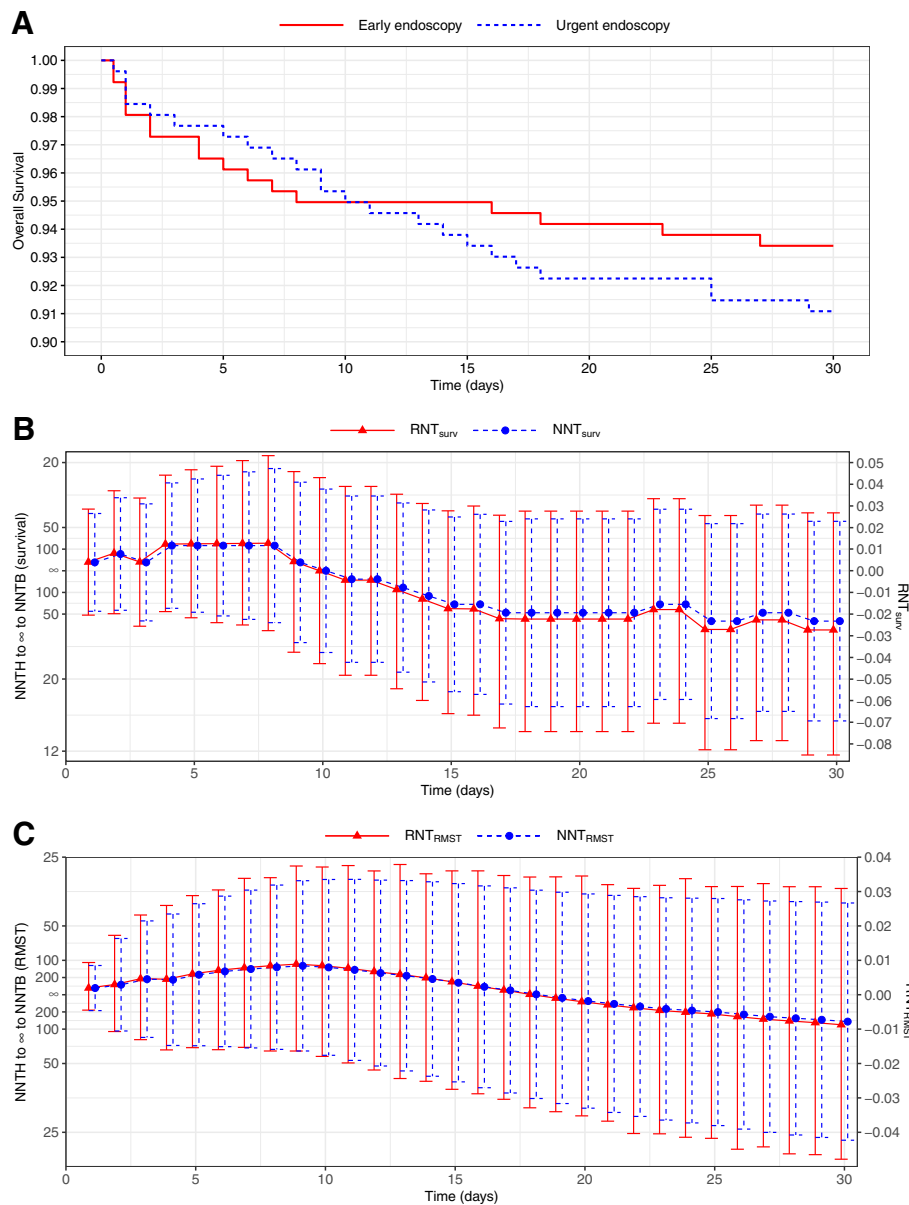 A
Early endoscopy
Urgent endoscopy
1.00
0.99
0.98
0.97
0.96
0.95
0.94
0.93
0.92
0.91
0.90
Overall Survival
0 5 10 15 20 25 30
Time (days)
B
RNTsurv
NNTsurv
20
50
100
∞
100
50
20
12
NNTH to ∞ to NNTB (survival)
0.05
0.04
0.03
0.02
0.01
0.00
−0.01
−0.02
−0.03
−0.04
−0.05
−0.06
−0.07
−0.08
RNTsurv
0 5 10 15 20 25 30
Time (days)
C
RNTRMST
NNTRMST
25
50
100
200
∞
200
100
50
25
NNTH to ∞ to NNTB (RMST)
0.04
0.03
0.02
0.01
0.00
−0.01
−0.02
−0.03
−0.04
0 5 10 15 20 25 30
Time (days)